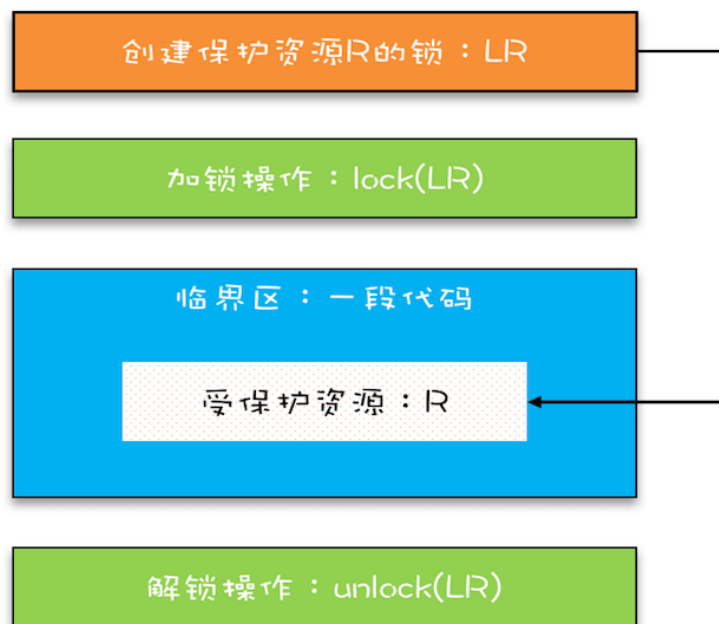 创建保护资源R的锁：LR
加锁操作：lock(LR)
临界区：一段代码
受保护资源：R
解锁操作：unlock(LR)